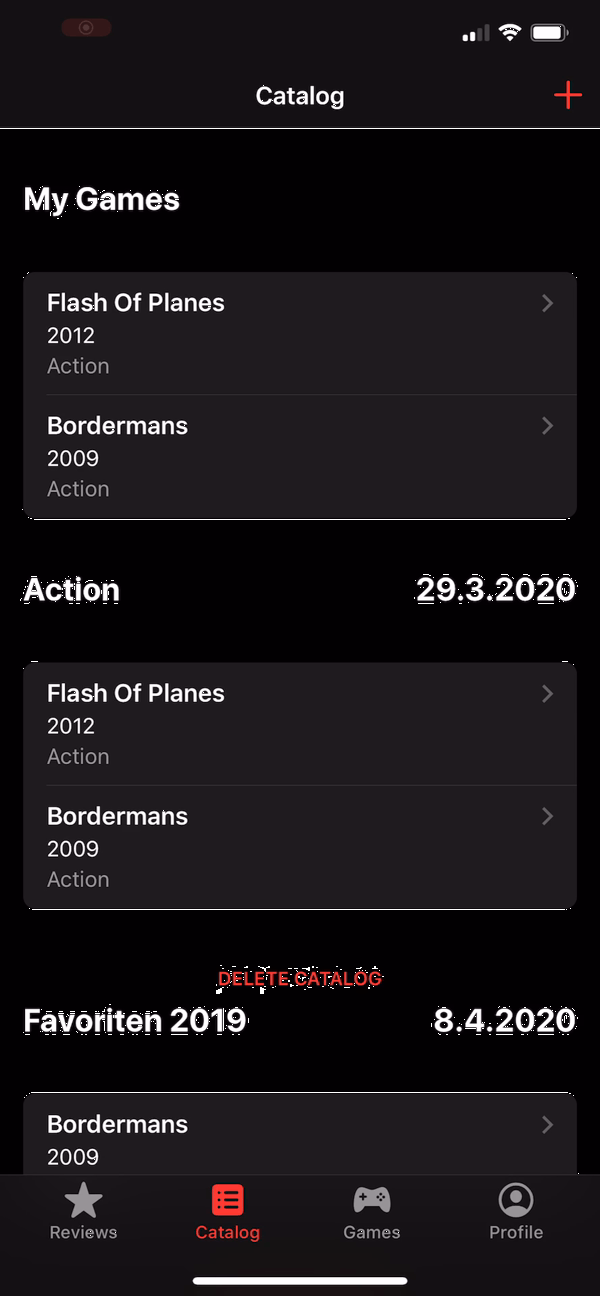 Catalog
My Games
Flash Of Planes
2012
Action
Bordermans
2009
Action
Action 29.3.2020
Flash Of Planes
2012
Action
Bordermans
2009
Action
DELETE CATALOG
Favoriten 2019 8.4.2020
Bordermans
2009
Reviews Catalog Games Profile